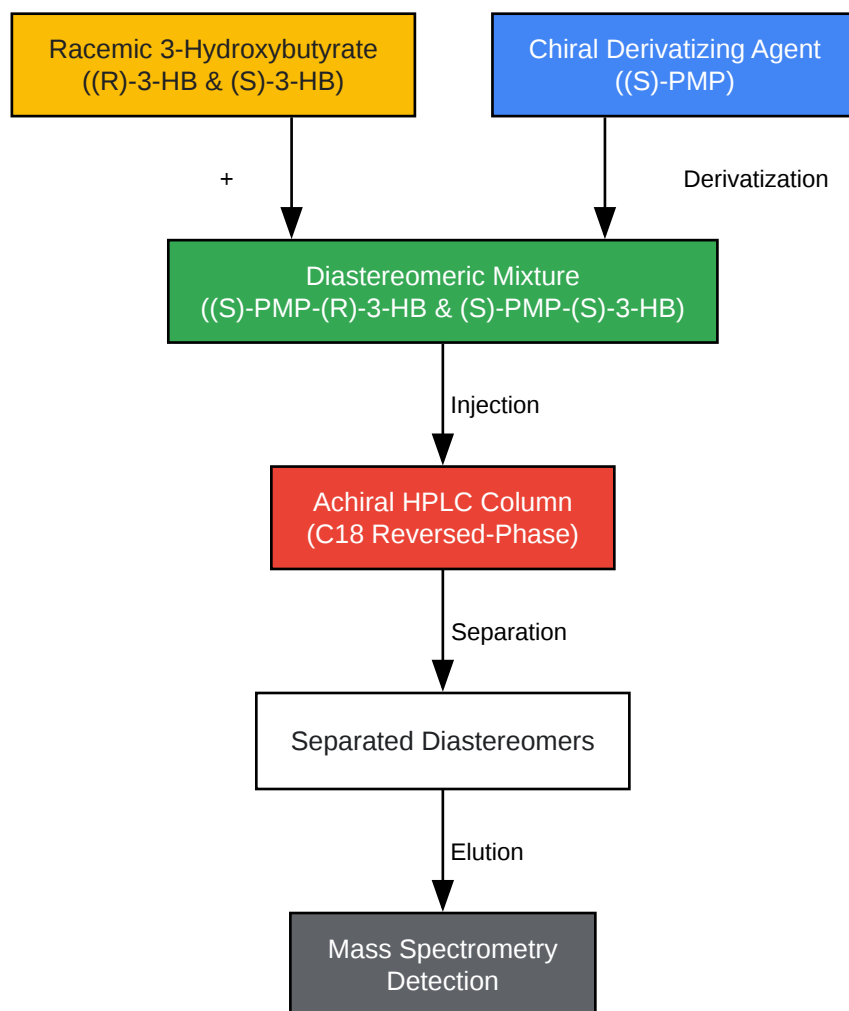 Racemic 3-Hydroxybutyrate
((R)-3-HB & (S)-3-HB)
Chiral Derivatizing Agent
((S)-PMP)
+
Derivatization
Diastereomeric Mixture
((S)-PMP-(R)-3-HB & (S)-PMP-(S)-3-HB)
Injection
Achiral HPLC Column
(C18 Reversed-Phase)
Separation
Separated Diastereomers
Elution
Mass Spectrometry
Detection